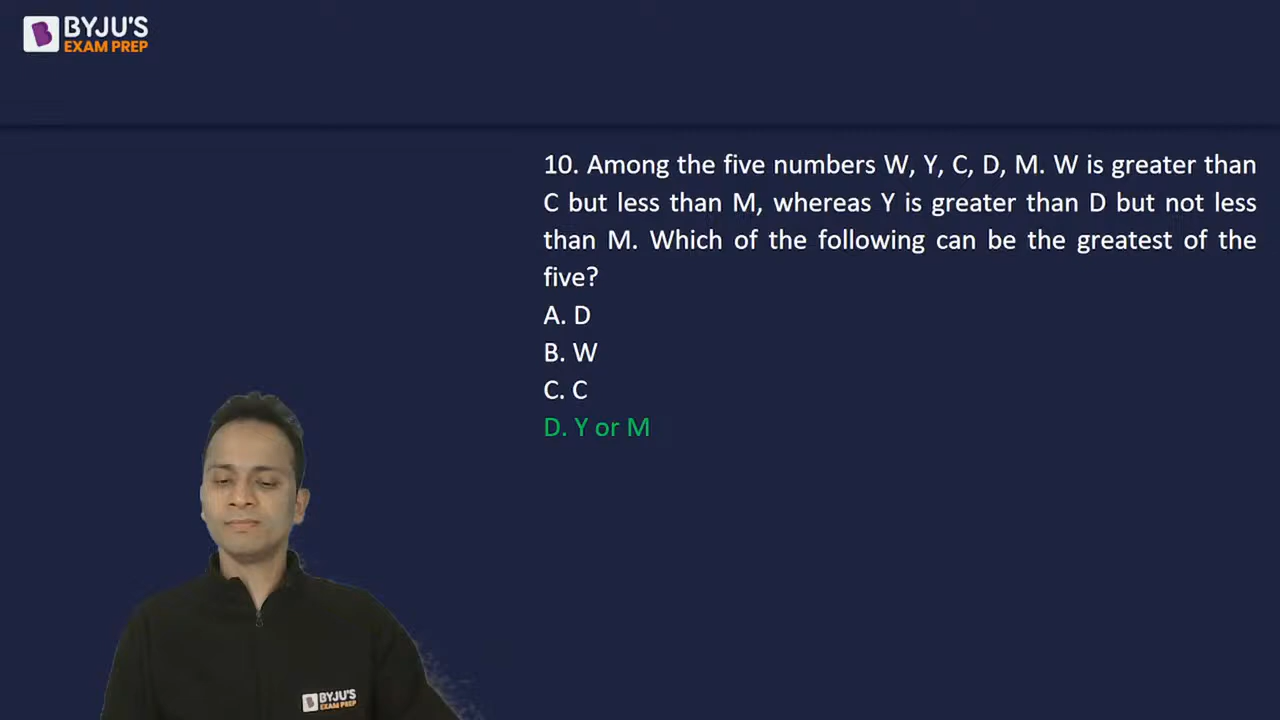 BYJU'S
EXAM PREP
10. Among the five numbers W, Y, C, D, M. W is greater than
C but less than M, whereas Y is greater than D but not less
than M. Which of the following can be the greatest of the
five?
A. D
B. W
C. C
D. Y or M
BYJU'S
EXAM PREP